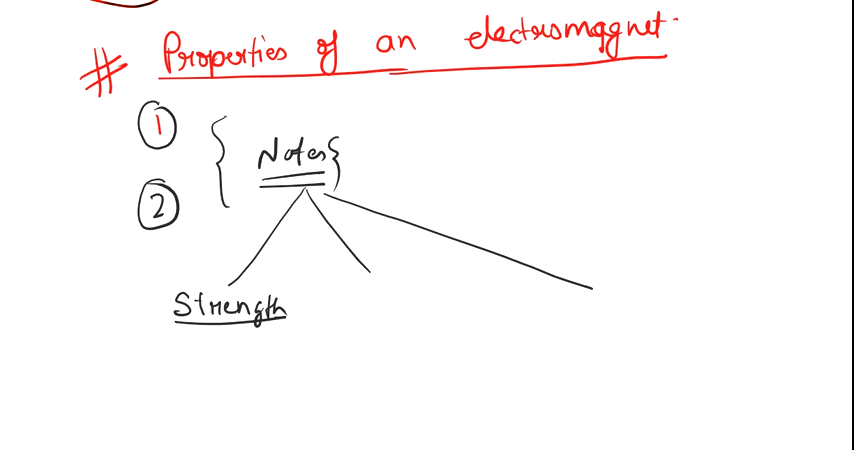 # Properties of an electromagnet.
1
{ Notes }
2
Strength